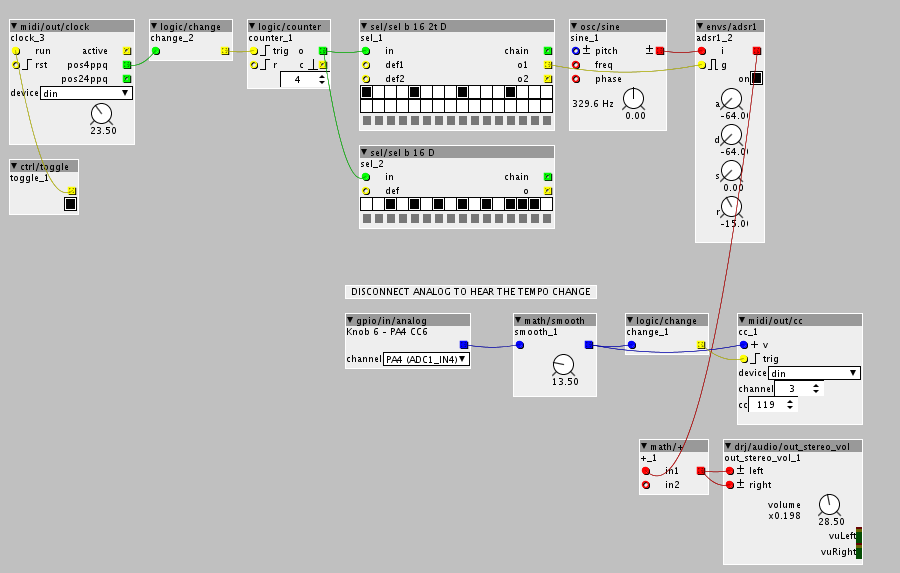 midi/out/clock
clock_3
run active
rst pos4ppq
pos24ppq
device din
23.50
ctrl/toggle
toggle_1
logic/change
change_2
logic/counter
counter_1
trig o
r c
4
sel/sel b 16 2t D
sel_1
in chain
def1 o1
def2 o2
sel/sel b 16 D
sel_2
in chain
def o
osc/sine
sine_1
± pitch ±
freq
phase
329.6 Hz
0.00
envs/adsr1
adsr1_2
i
g
on
a
-64.0
d
-64.0
s
0.00
r
-15.0
DISCONNECT ANALOG TO HEAR THE TEMPO CHANGE
gpio/in/analog
Knob 6 - PA4 CC6
channel PA4 (ADC1_IN4)
math/smooth
smooth_1
13.50
logic/change
change_1
midi/out/cc
cc_1
+ v
trig
device din
channel 3
cc 119
math/+
+_1
in1
in2
drj/audio/out_stereo_vol
out_stereo_vol_1
± left
± right
volume
x0.198
28.50
vuLeft
vuRight